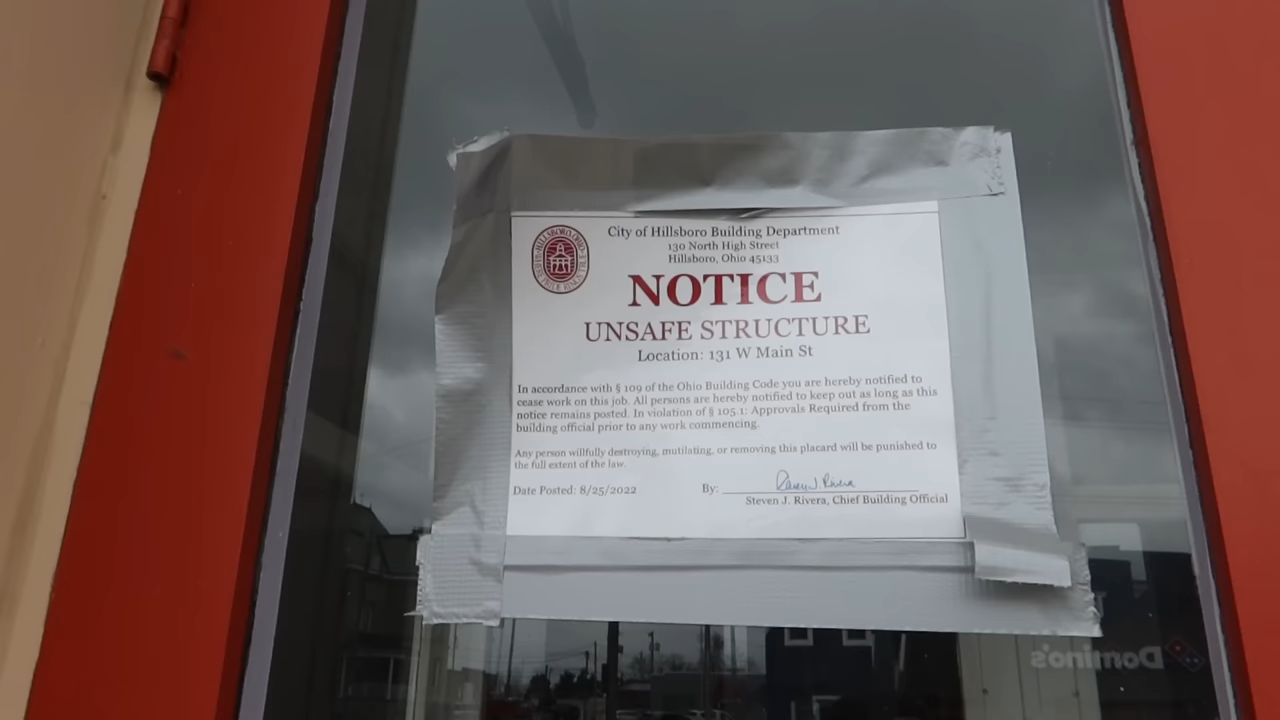 City of Hillsboro Building Department
130 North High Street
Hillsboro, Ohio 45133
NOTICE
UNSAFE STRUCTURE
Location: 131 W Main St
In accordance with § 109 of the Ohio Building Code you are hereby notified to
cease work on this job. All persons are hereby notified to keep out as long as this
notice remains posted. In violation of § 105.1: Approvals Required from the
building official prior to any work commencing.
Any person willfully destroying, mutilating, or removing this placard will be punished to
the full extent of the law.
Date Posted: 8/25/2022
By:
Steven J. Rivera, Chief Building Official
Domino's